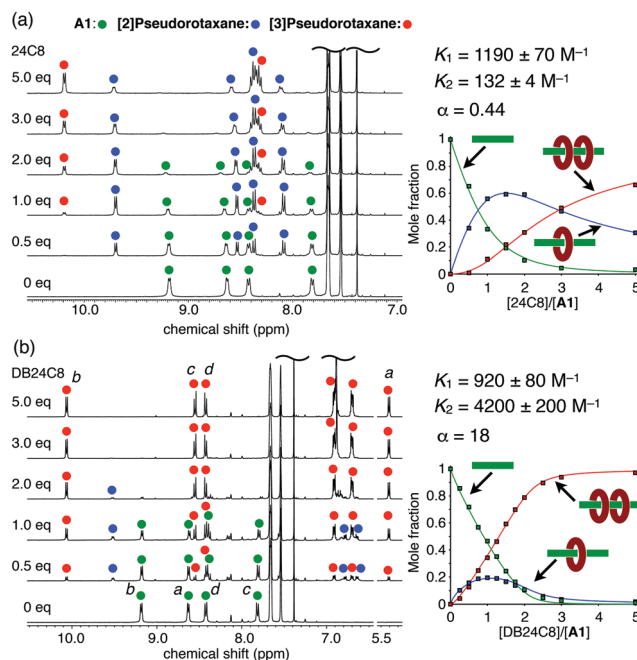 (a)
A1: [2]Pseudorotaxane: [3]Pseudorotaxane:
24C8
5.0 eq
3.0 eq
2.0 eq
1.0 eq
0.5 eq
0 eq
10.0 9.0 8.0 7.0
chemical shift (ppm)
K1 = 1190 ± 70 M−1
K2 = 132 ± 4 M−1
α = 0.44
Mole fraction
1.0
0.8
0.6
0.4
0.2
0
0 1 2 3 4 5
[24C8]/[A1]
(b)
DB24C8
b c d a
5.0 eq
3.0 eq
2.0 eq
1.0 eq
0.5 eq
0 eq
b a d c
10.0 9.0 8.0 7.0 5.5
chemical shift (ppm)
K1 = 920 ± 80 M−1
K2 = 4200 ± 200 M−1
α = 18
Mole fraction
1.0
0.8
0.6
0.4
0.2
0
0 1 2 3 4 5
[DB24C8]/[A1]